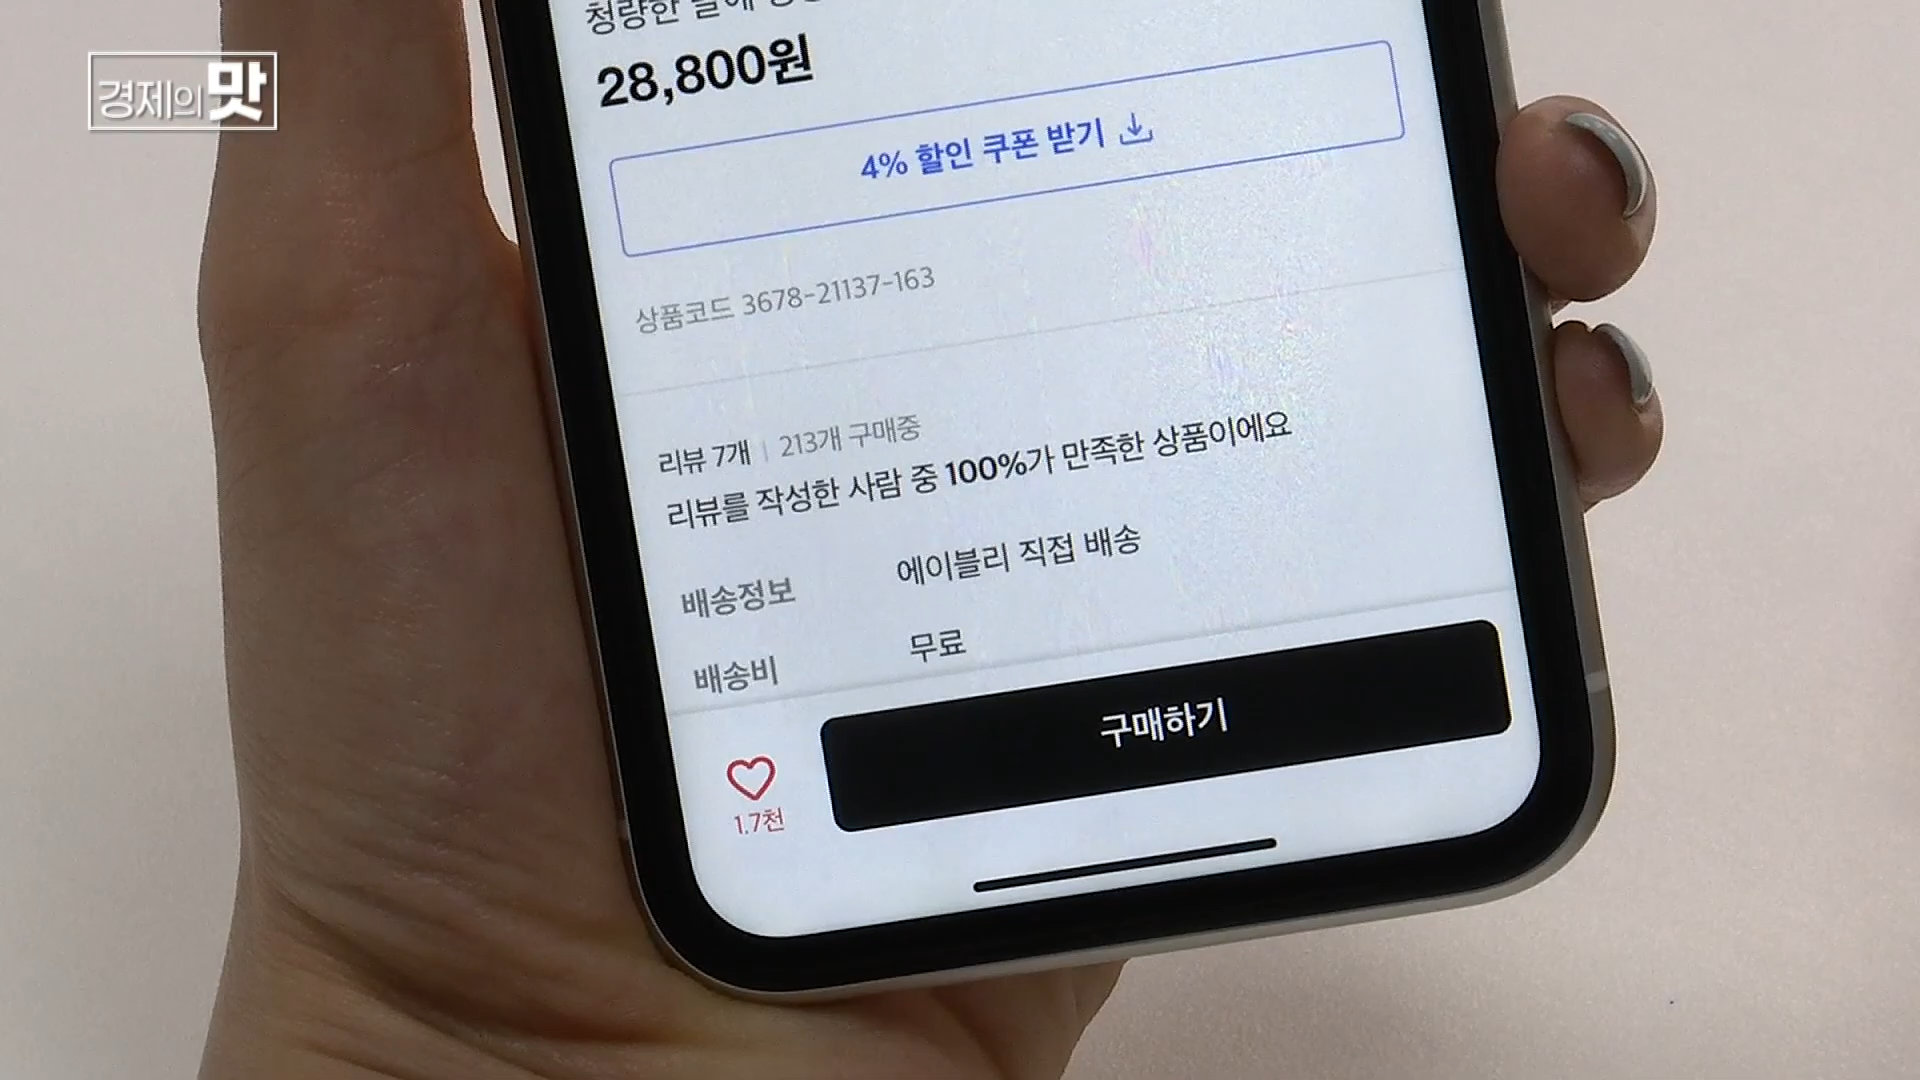 경제의맛
청량한
28,800원
4% 할인 쿠폰 받기
상품코드 3678-21137-163
리뷰 7개 | 213개 구매중
리뷰를 작성한 사람 중 100%가 만족한 상품이에요
배송정보 에이블리 직접 배송
배송비 무료
구매하기
1.7천